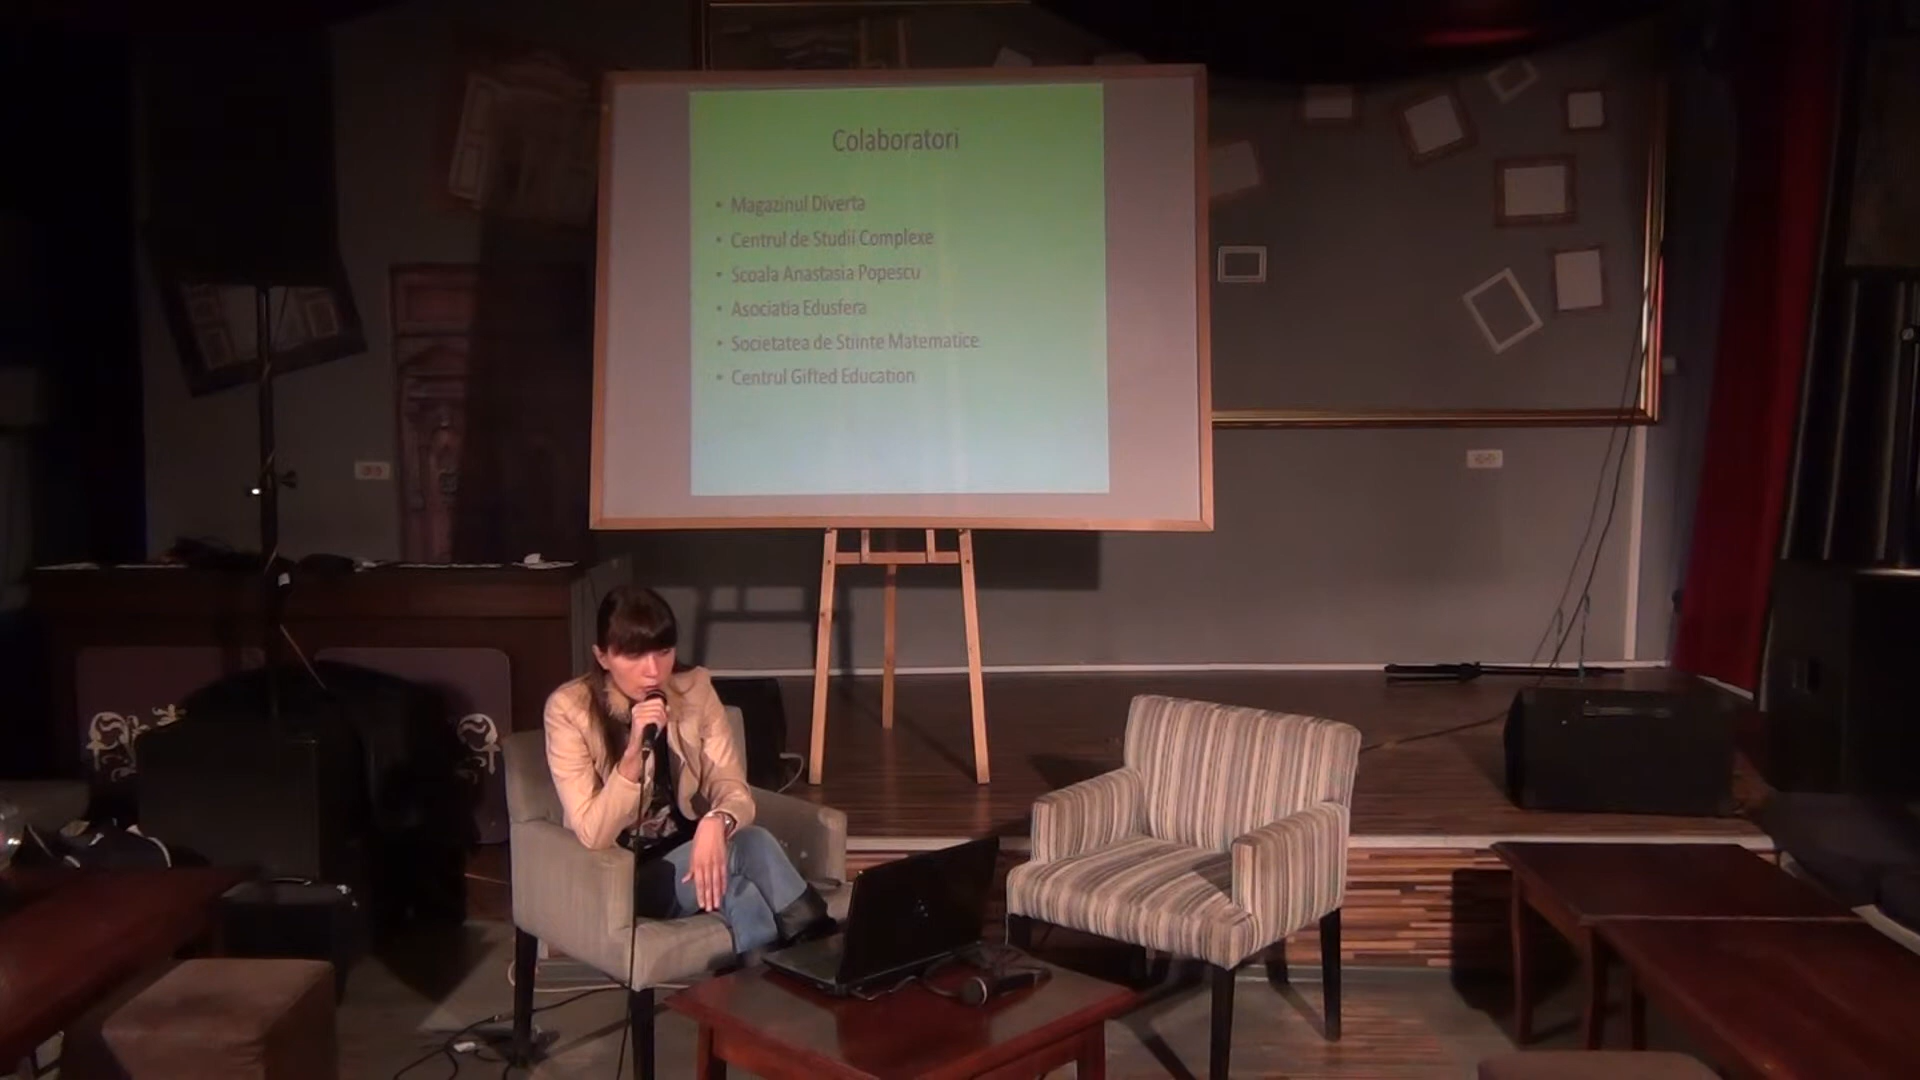 Colaboratori
• Magazinul Diverta
• Centrul de Studii Complexe
• Scoala Anastasia Popescu
• Asociatia Edusfera
• Societatea de Stiinte Matematice
• Centrul Gifted Education